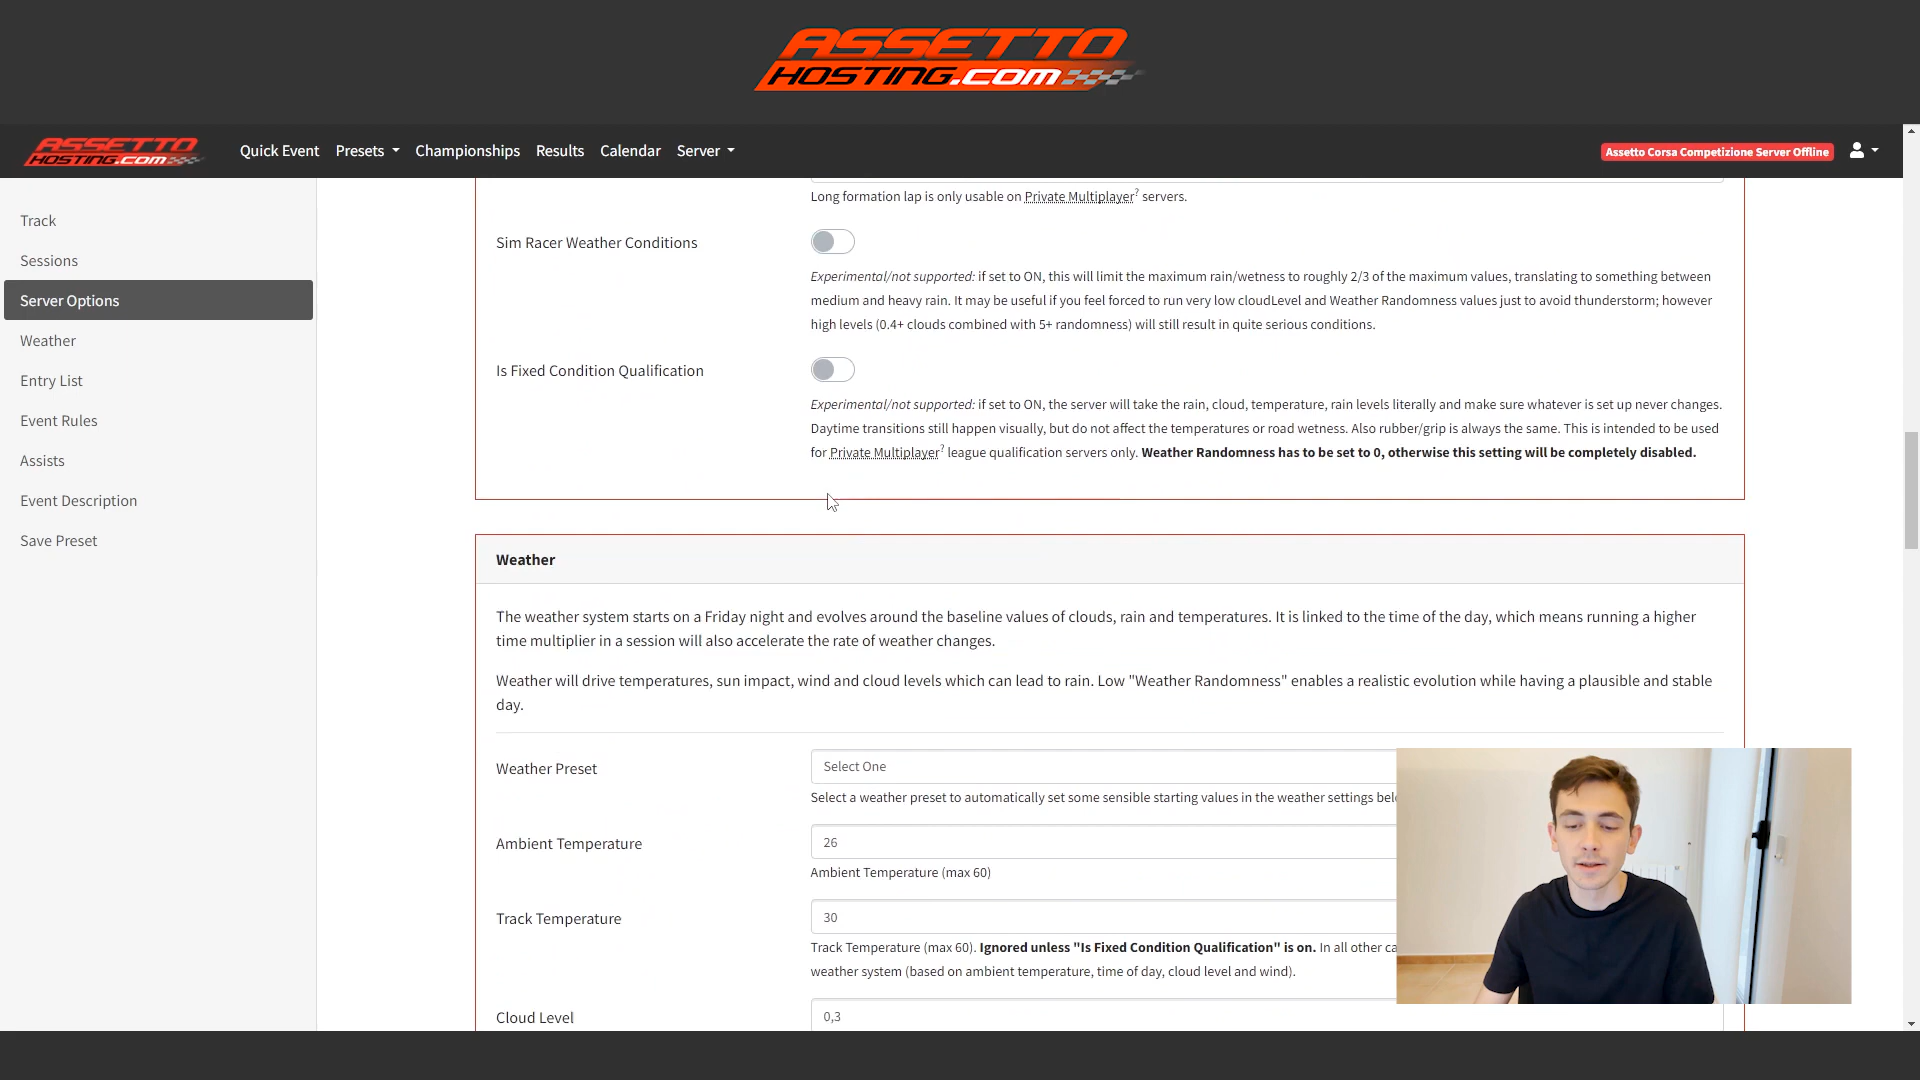 ASSETTO
HOSTING.COM
ASSETTO
HOSTING.COM
Quick Event
Presets
Championships
Results
Calendar
Server
Assetto Corsa Competizione Server Offline
Track
Sessions
Server Options
Weather
Entry List
Event Rules
Assists
Event Description
Save Preset
Long formation lap is only usable on Private Multiplayer? servers.
Sim Racer Weather Conditions
Experimental/not supported: if set to ON, this will limit the maximum rain/wetness to roughly 2/3 of the maximum values, translating to something between
medium and heavy rain. It may be useful if you feel forced to run very low cloudLevel and Weather Randomness values just to avoid thunderstorm; however
high levels (0.4+ clouds combined with 5+ randomness) will still result in quite serious conditions.
Is Fixed Condition Qualification
Experimental/not supported: if set to ON, the server will take the rain, cloud, temperature, rain levels literally and make sure whatever is set up never changes.
Daytime transitions still happen visually, but do not affect the temperatures or road wetness. Also rubber/grip is always the same. This is intended to be used
for Private Multiplayer? league qualification servers only. Weather Randomness has to be set to 0, otherwise this setting will be completely disabled.
Weather
The weather system starts on a Friday night and evolves around the baseline values of clouds, rain and temperatures. It is linked to the time of the day, which means running a higher
time multiplier in a session will also accelerate the rate of weather changes.
Weather will drive temperatures, sun impact, wind and cloud levels which can lead to rain. Low "Weather Randomness" enables a realistic evolution while having a plausible and stable
day.
Weather Preset
Select One
Select a weather preset to automatically set some sensible starting values in the weather settings
Ambient Temperature
26
Ambient Temperature (max 60)
Track Temperature
30
Track Temperature (max 60). Ignored unless "Is Fixed Condition Qualification" is on. In all other
weather system (based on ambient temperature, time of day, cloud level and wind).
Cloud Level
0,3